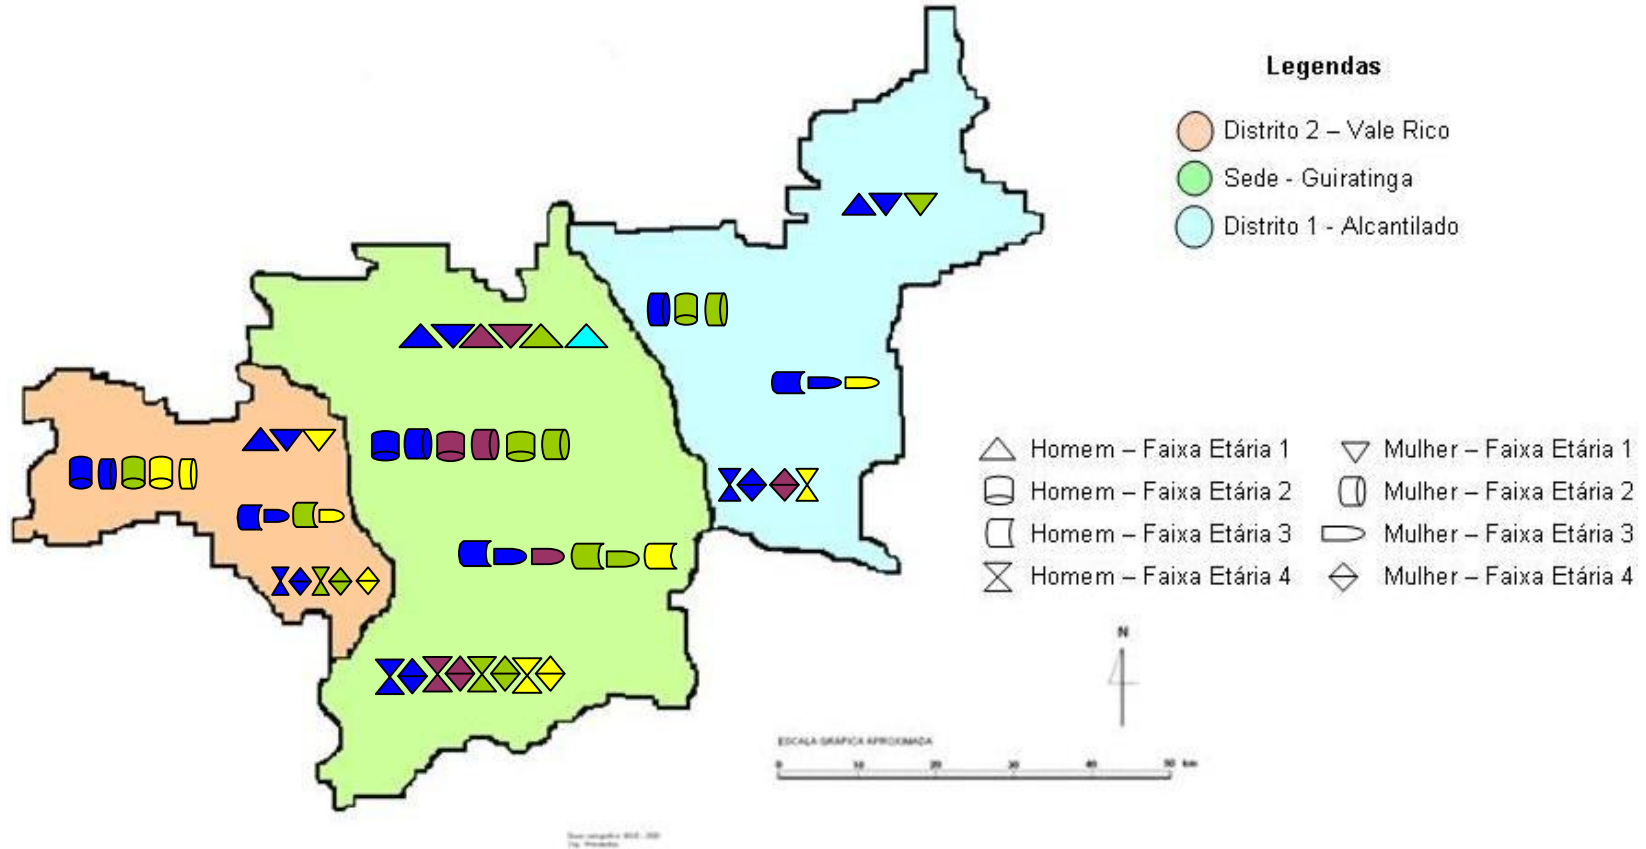 Legendas
Distrito 2 – Vale Rico
Sede - Guiratinga
Distrito 1 - Alcantilado
Homem – Faixa Etária 1
Mulher – Faixa Etária 1
Homem – Faixa Etária 2
Mulher – Faixa Etária 2
Homem – Faixa Etária 3
Mulher – Faixa Etária 3
Homem – Faixa Etária 4
Mulher – Faixa Etária 4
N
ESCALA GRÁFICA APROXIMADA
0 10 20 30 40 50 km